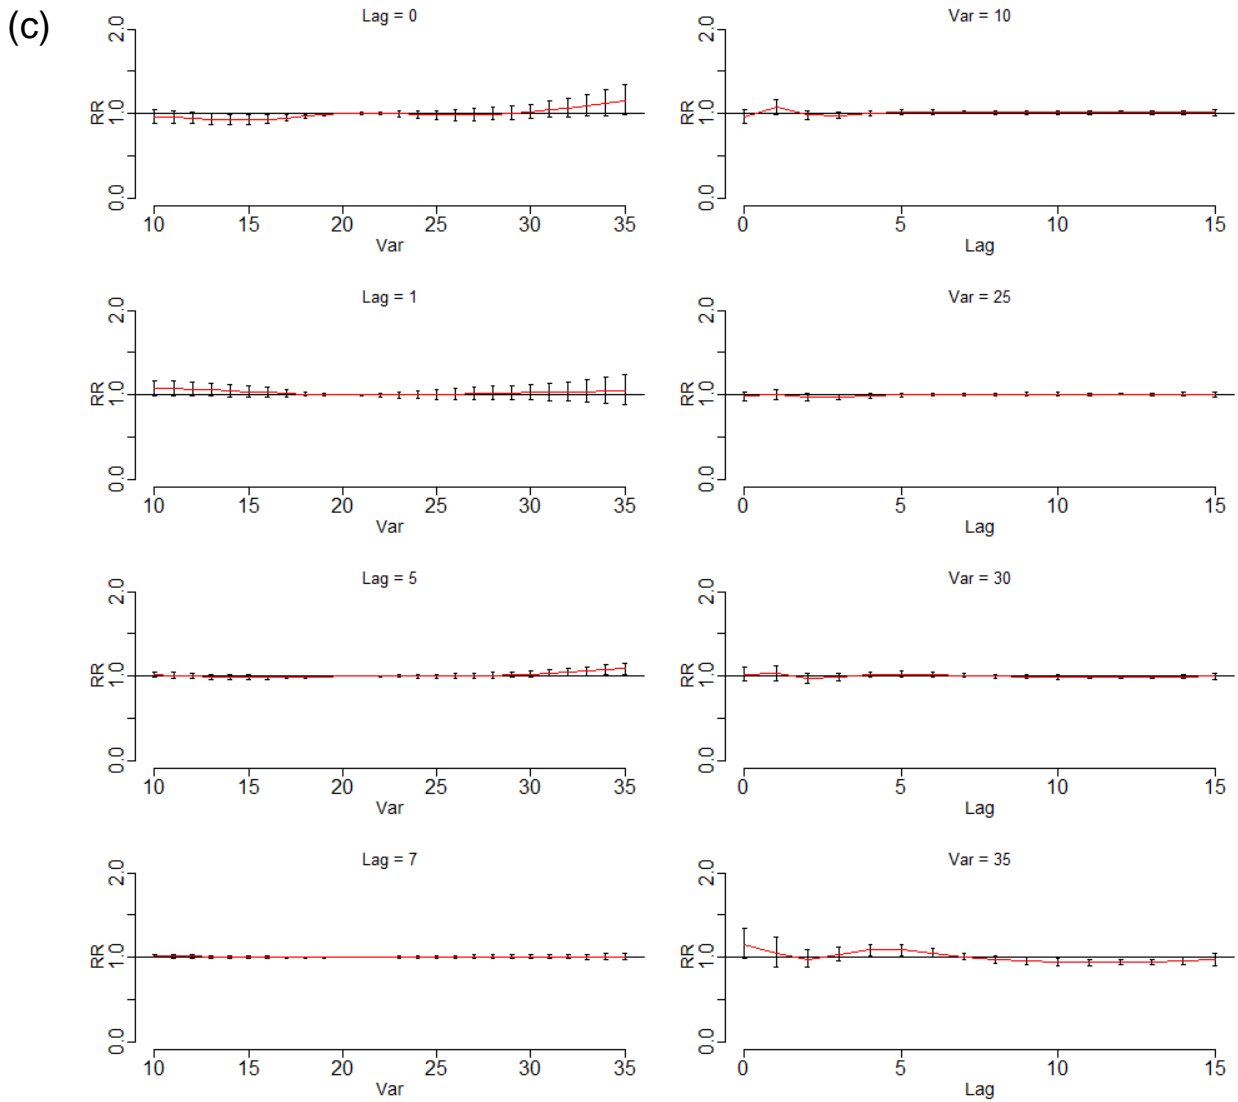 (c)
Lag = 0
RR
0.0 1.0 2.0
10 15 20 25 30 35
Var
Var = 10
RR
0.0 1.0 2.0
0 5 10 15
Lag
Lag = 1
RR
0.0 1.0 2.0
10 15 20 25 30 35
Var
Var = 25
RR
0.0 1.0 2.0
0 5 10 15
Lag
Lag = 5
RR
0.0 1.0 2.0
10 15 20 25 30 35
Var
Var = 30
RR
0.0 1.0 2.0
0 5 10 15
Lag
Lag = 7
RR
0.0 1.0 2.0
10 15 20 25 30 35
Var
Var = 35
RR
0.0 1.0 2.0
0 5 10 15
Lag